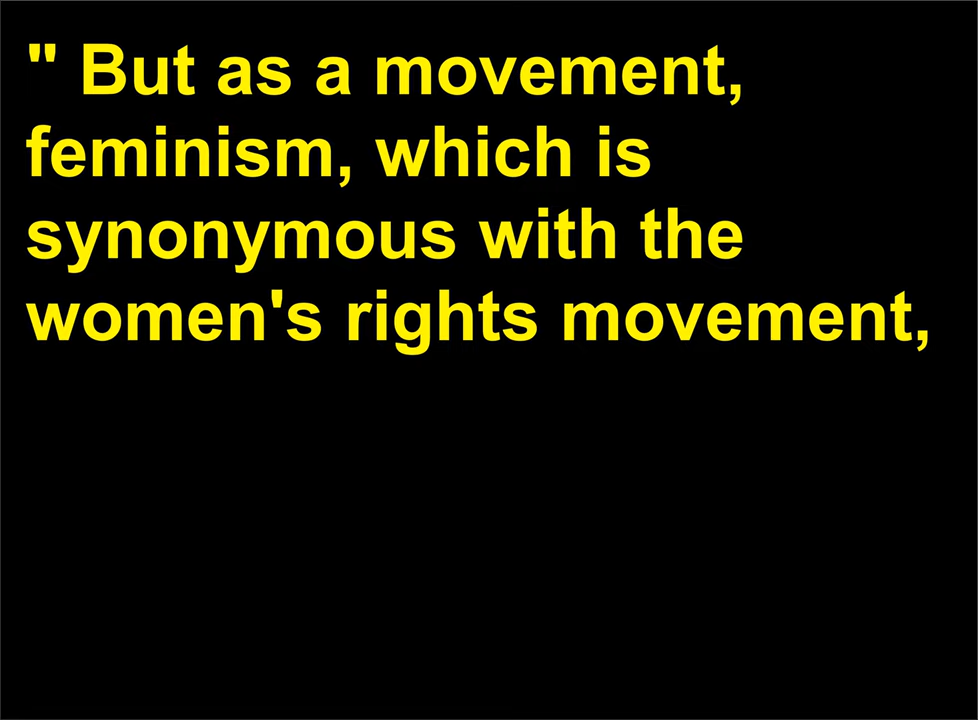 " But as a movement,
feminism, which is
synonymous with the
women's rights movement,